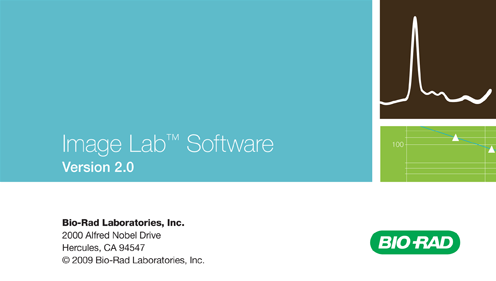 Image Lab™ Software
Version 2.0
100
Bio-Rad Laboratories, Inc.
2000 Alfred Nobel Drive
Hercules, CA 94547
© 2009 Bio-Rad Laboratories, Inc.
BIO-RAD